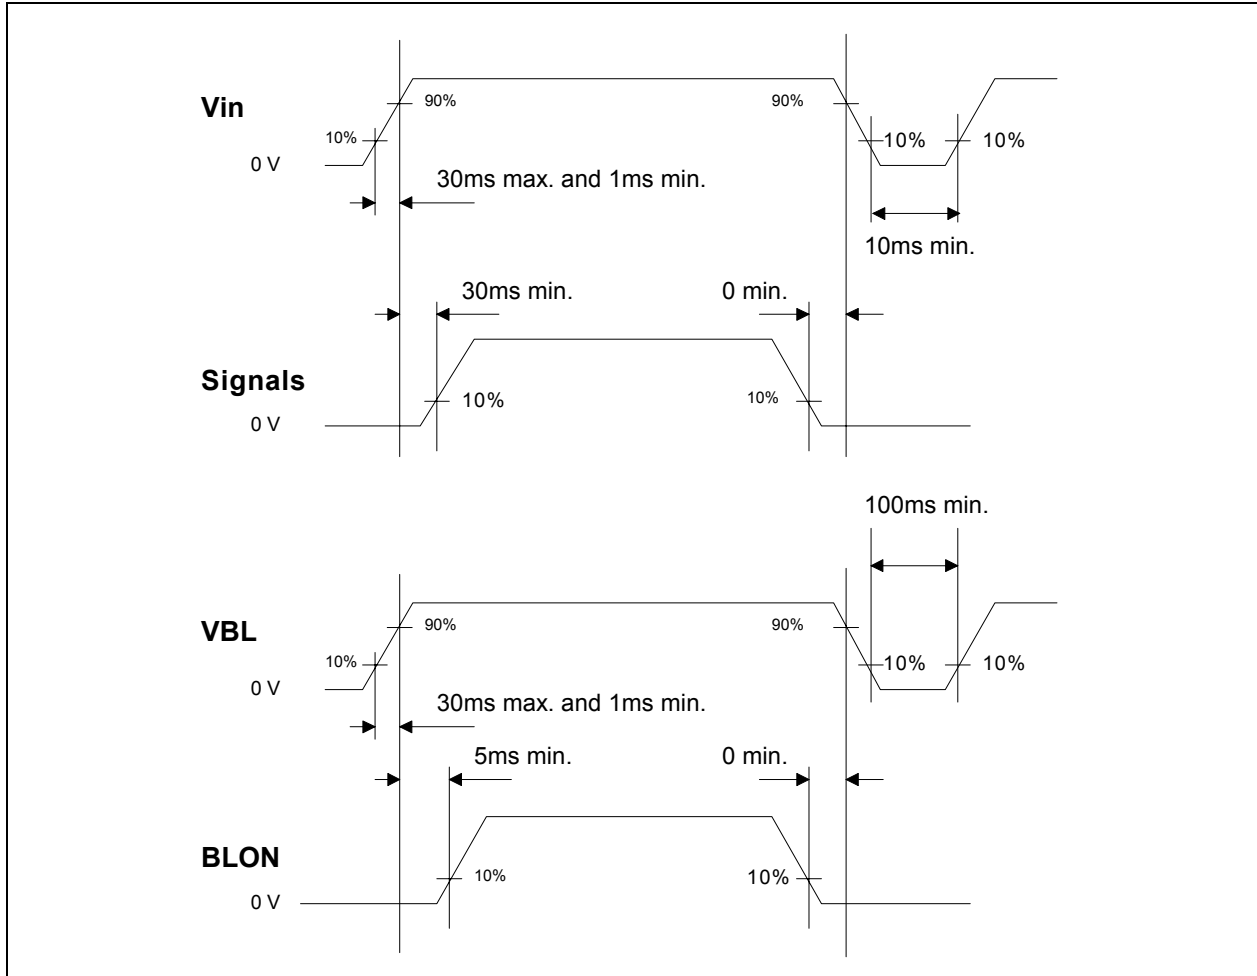 Vin
90%
90%
10%
10%
10%
0 V
30ms max. and 1ms min.
10ms min.
30ms min.
0 min.
Signals
10%
10%
0 V
100ms min.
VBL
90%
90%
10%
10%
10%
0 V
30ms max. and 1ms min.
5ms min.
0 min.
BLON
10%
10%
0 V